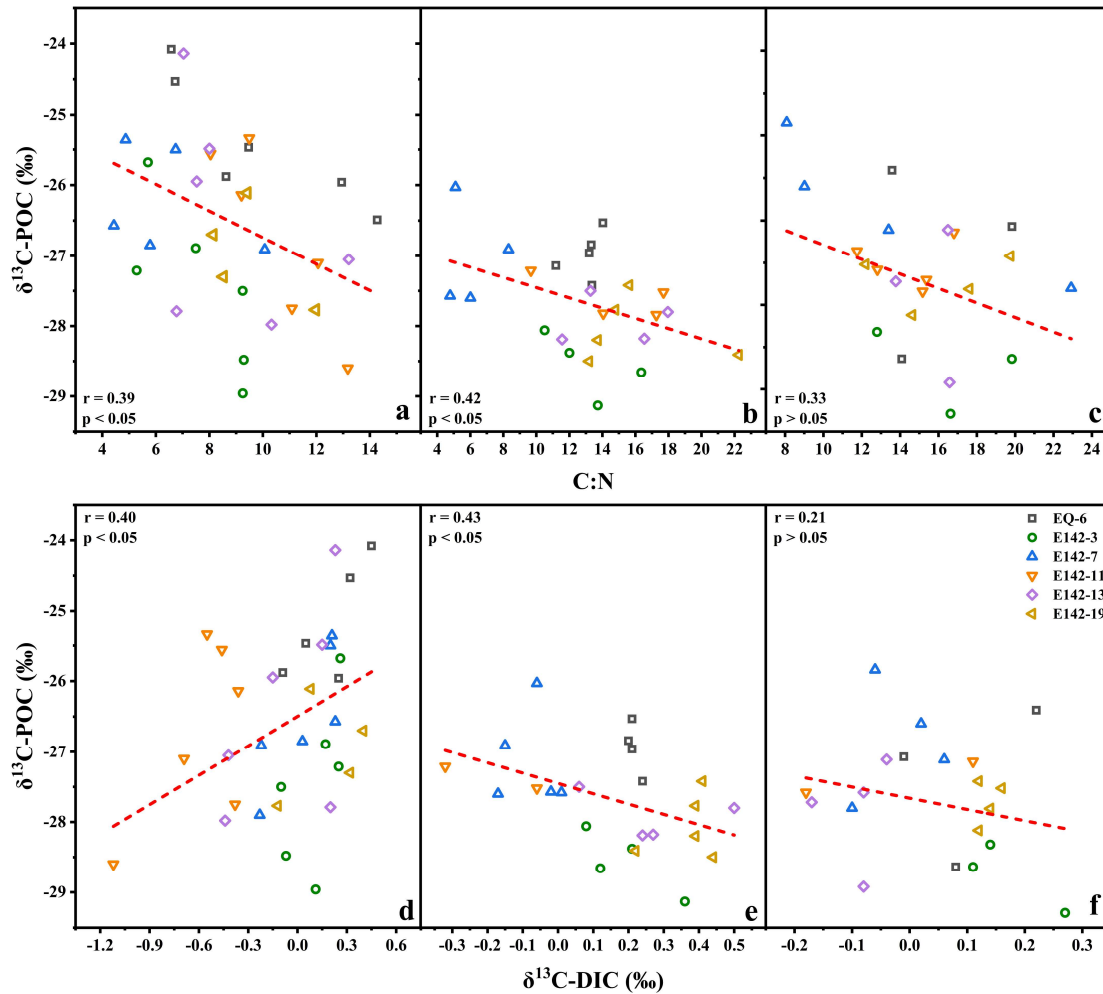 δ¹³C-POC (‰)
-24
-25
-26
-27
-28
-29
r = 0.39
p < 0.05
a
r = 0.42
p < 0.05
b
r = 0.33
p > 0.05
c
4 6 8 10 12 14
4 6 8 10 12 14 16 18 20 22
8 10 12 14 16 18 20 22 24
C:N
δ¹³C-POC (‰)
-24
-25
-26
-27
-28
-29
r = 0.40
p < 0.05
d
r = 0.43
p < 0.05
e
r = 0.21
p > 0.05
EQ-6
E142-3
E142-7
E142-11
E142-13
E142-19
f
-1.2 -0.9 -0.6 -0.3 0.0 0.3 0.6
-0.3 -0.2 -0.1 0.0 0.1 0.2 0.3 0.4 0.5
-0.2 -0.1 0.0 0.1 0.2 0.3
δ¹³C-DIC (‰)